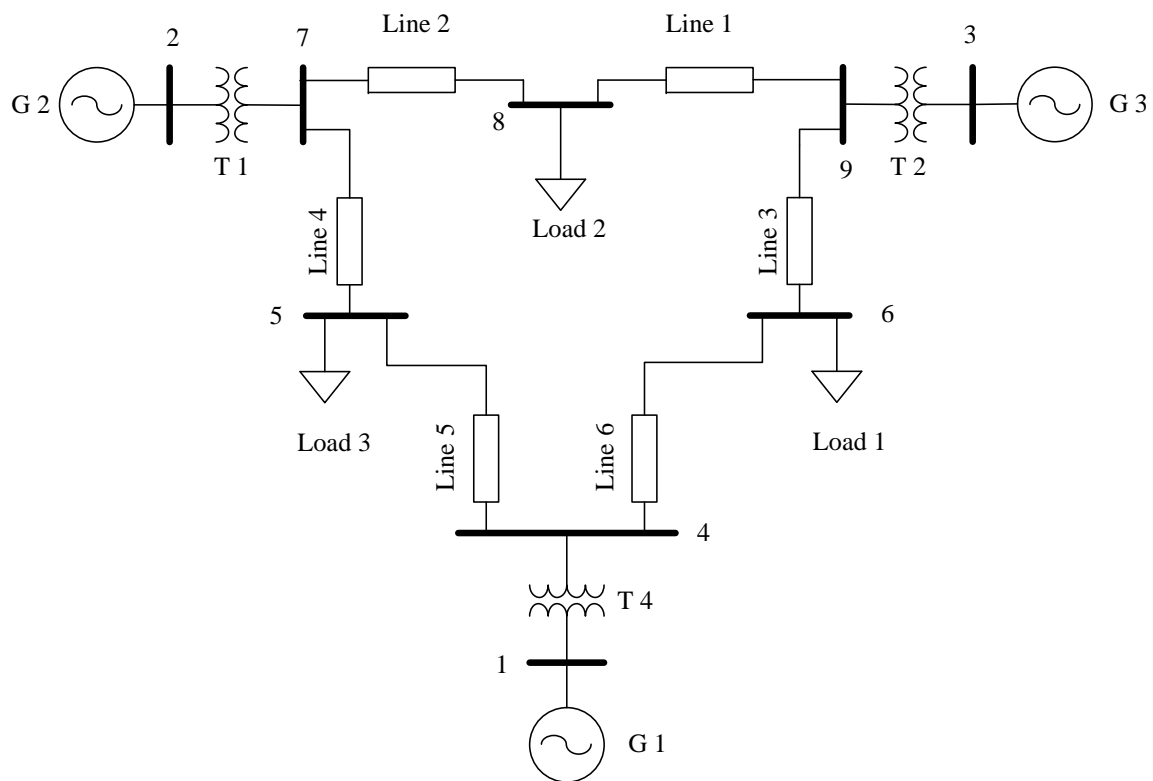 Line 2
Line 1
2
7
3
G 2
G 3
8
T 1
9
T 2
Load 2
Line 4
Line 3
5
6
Load 3
Line 5
Line 6
Load 1
4
T 4
1
G 1